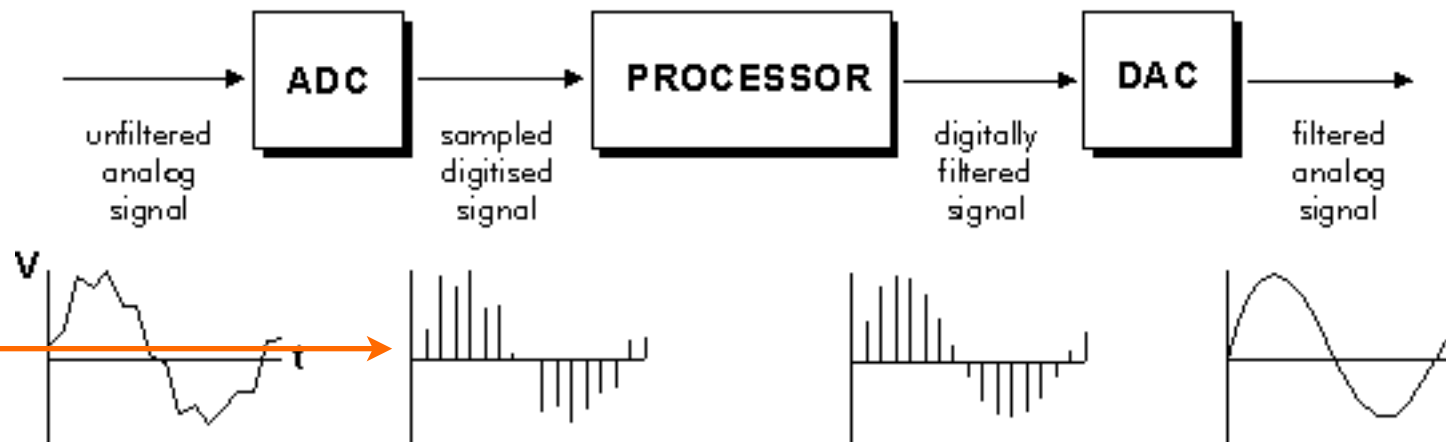 ADC
PROCESSOR
DAC
unfiltered
analog
signal
sampled
digitised
signal
digitally
filtered
signal
filtered
analog
signal
V
t